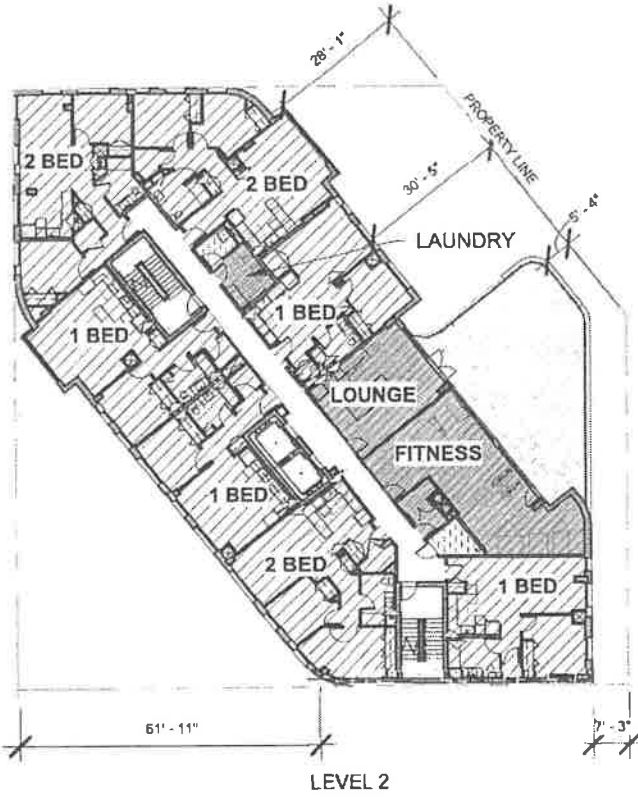 28' - 1"
PROPERTY LINE
2 BED
2 BED
30' - 5"
5' - 4"
LAUNDRY
1 BED
1 BED
LOUNGE
FITNESS
1 BED
2 BED
1 BED
61' - 11"
7' - 3"
LEVEL 2